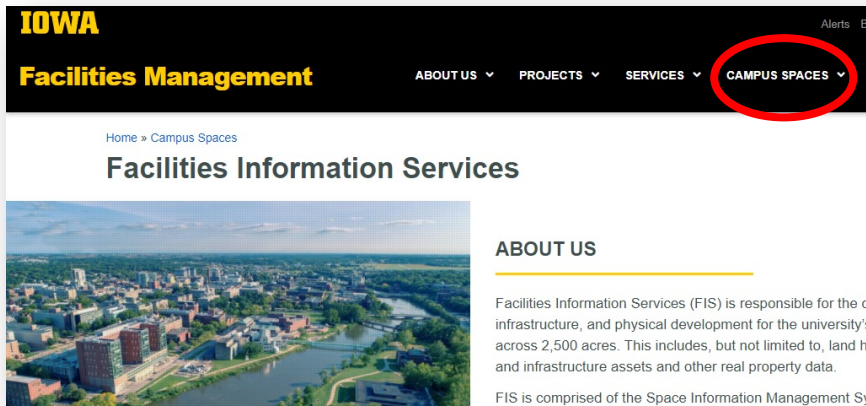 IOWA
Alerts
Facilities Management
ABOUT US PROJECTS SERVICES CAMPUS SPACES
Home » Campus Spaces
Facilities Information Services
ABOUT US
Facilities Information Services (FIS) is responsible for the
infrastructure, and physical development for the university's
across 2,500 acres. This includes, but not limited to, land
and infrastructure assets and other real property data.
FIS is comprised of the Space Information Management